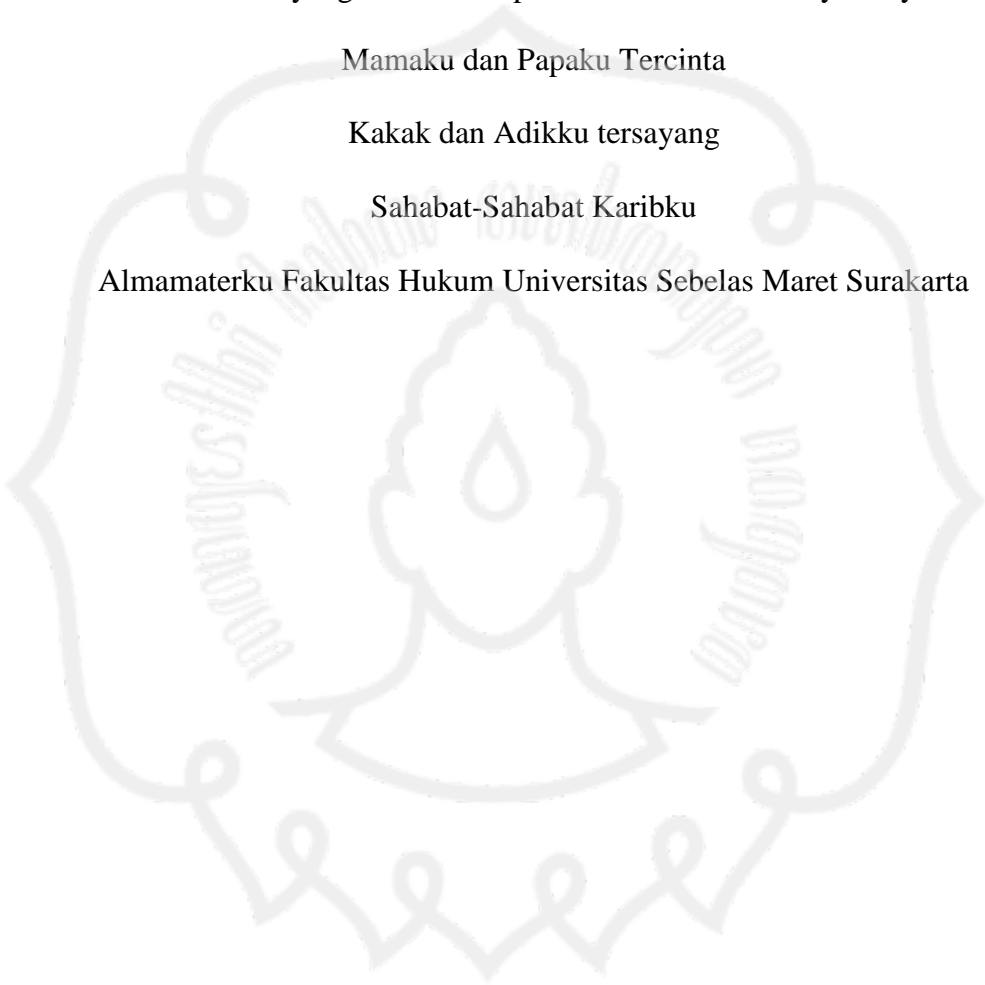 Mamaku dan Papaku Tercinta
Kakak dan Adikku tersayang
Sahabat-Sahabat Karibku
Almamaterku Fakultas Hukum Universitas Sebelas Maret Surakarta